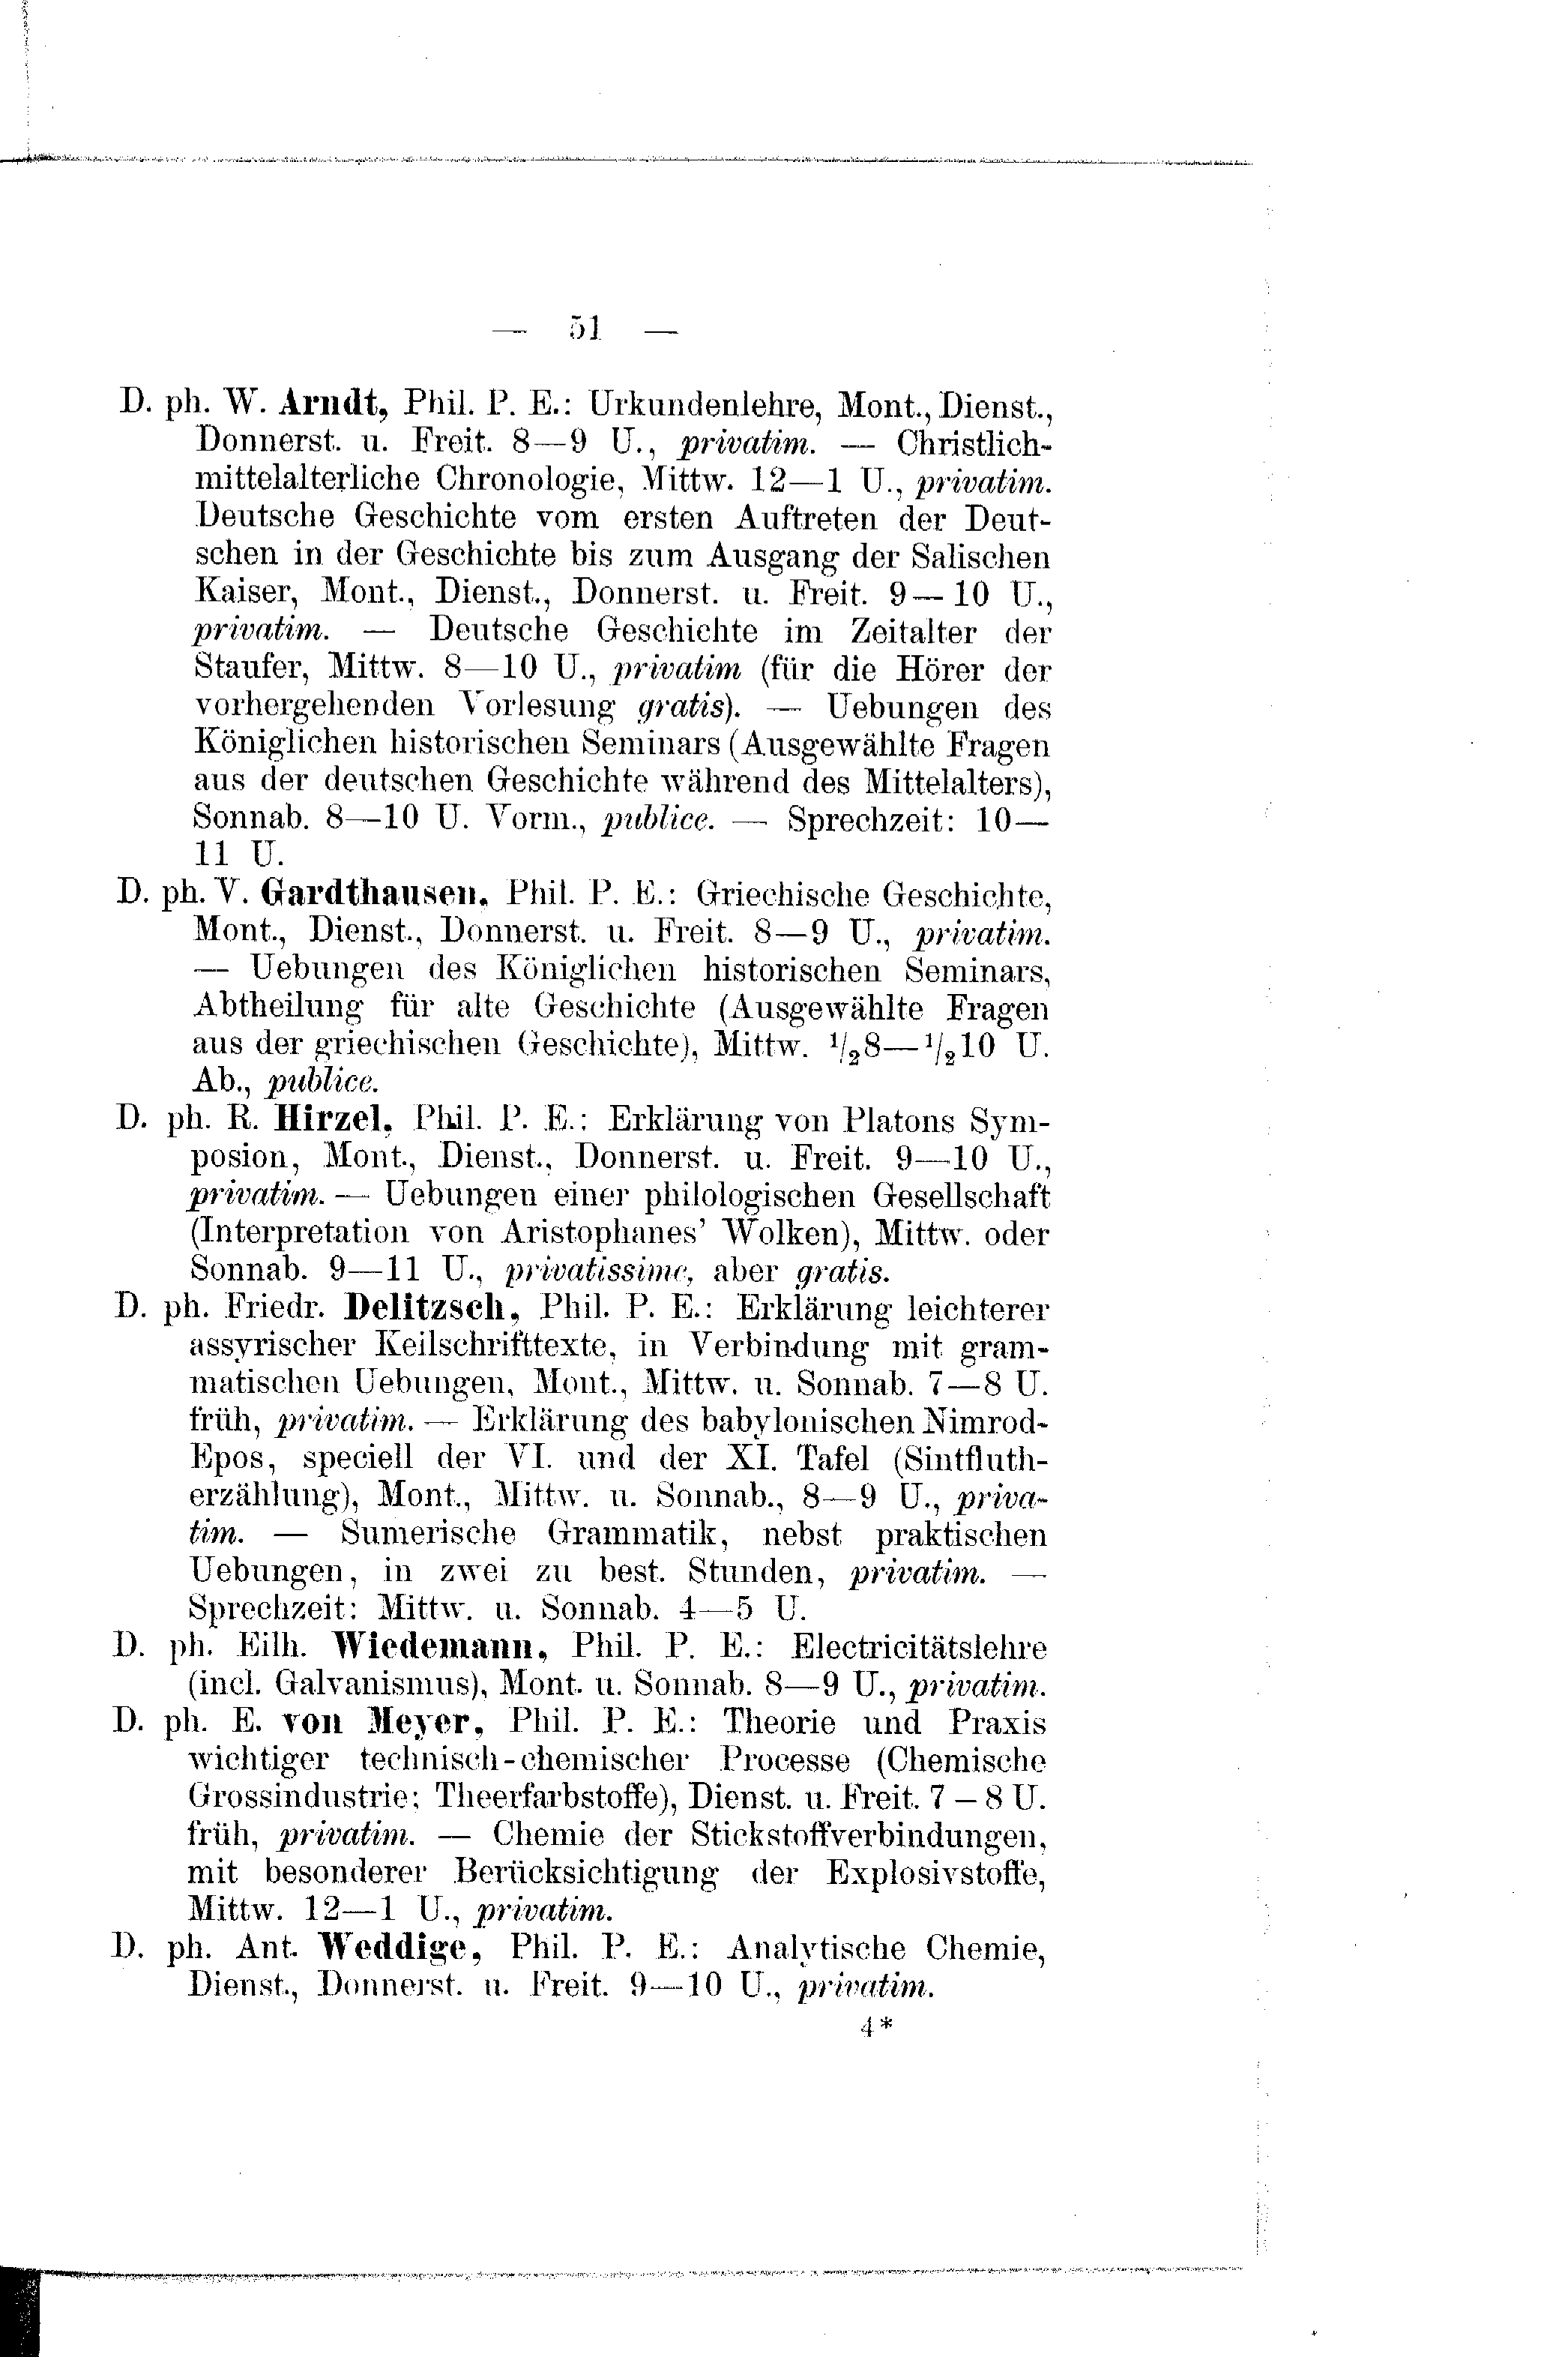 — 51 —
D. ph. W. Arndt, Phil. P. E.: Urkundenlehre, Mont., Dienst.,
Donnerst. u. Freit. 8—9 U., privatim. — Christlich-
mittelalterliche Chronologie, Mittw. 12—1 U., privatim.
Deutsche Geschichte vom ersten Auftreten der Deut-
schen in der Geschichte bis zum Ausgang der Salischen
Kaiser, Mont., Dienst., Donnerst. u. Freit. 9—10 U.,
privatim. — Deutsche Geschichte im Zeitalter der
Staufer, Mittw. 8—10 U., privatim (für die Hörer der
vorhergehenden Vorlesung gratis). — Uebungen des
Königlichen historischen Seminars (Ausgewählte Fragen
aus der deutschen Geschichte während des Mittelalters),
Sonnab. 8—10 U. Vorm., publice. — Sprechzeit: 10—
11 U.
D. ph. V. Gardthausen, Phil. P. E.: Griechische Geschichte,
Mont., Dienst., Donnerst. u. Freit. 8—9 U., privatim.
— Uebungen des Königlichen historischen Seminars,
Abtheilung für alte Geschichte (Ausgewählte Fragen
aus der griechischen Geschichte), Mittw. ½8—½10 U.
Ab., publice.
D. ph. R. Hirzel, Phil. P. E.: Erklärung von Platons Sym-
posion, Mont., Dienst., Donnerst. u. Freit. 9—10 U.,
privatim. — Uebungen einer philologischen Gesellschaft
(Interpretation von Aristophanes' Wolken), Mittw. oder
Sonnab. 9—11 U., privatissime, aber gratis.
D. ph. Friedr. Delitzsch, Phil. P. E.: Erklärung leichterer
assyrischer Keilschrifttexte, in Verbindung mit gram-
matischen Uebungen, Mont., Mittw. u. Sonnab. 7—8 U.
früh, privatim. — Erklärung des babylonischen Nimrod-
Epos, speciell der VI. und der XI. Tafel (Sintfluth-
erzählung), Mont., Mittw. u. Sonnab., 8—9 U., priva-
tim. — Sumerische Grammatik, nebst praktischen
Uebungen, in zwei zu best. Stunden, privatim. —
Sprechzeit: Mittw. u. Sonnab. 4—5 U.
D. ph. Eilh. Wiedemann, Phil. P. E.: Electricitätslehre
(incl. Galvanismus), Mont. u. Sonnab. 8—9 U., privatim.
D. ph. E. von Meyer, Phil. P. E.: Theorie und Praxis
wichtiger technisch-chemischer Processe (Chemische
Grossindustrie; Theerfarbstoffe), Dienst. u. Freit. 7—8 U.
früh, privatim. — Chemie der Stickstoffverbindungen,
mit besonderer Berücksichtigung der Explosivstoffe,
Mittw. 12—1 U., privatim.
D. ph. Ant. Weddige, Phil. P. E.: Analytische Chemie,
Dienst., Donnerst. u. Freit. 9—10 U., privatim.
4*